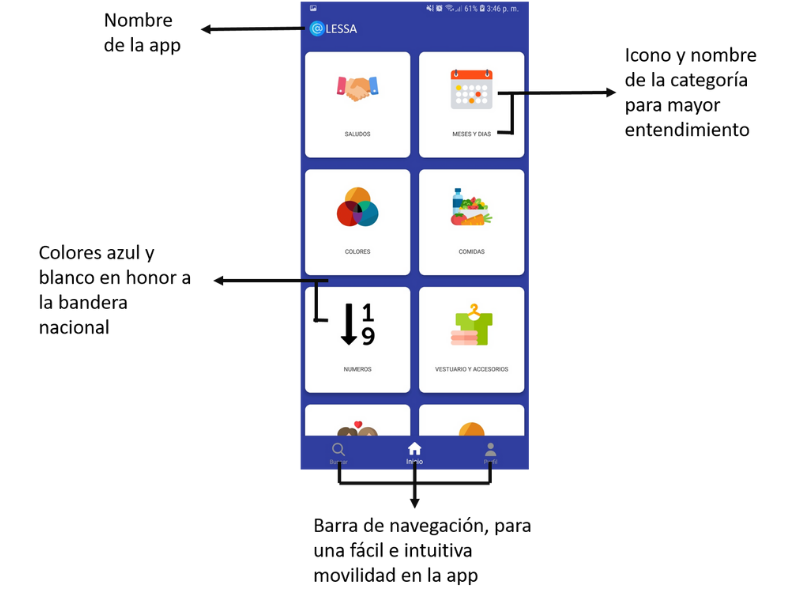 Nombre
de la app
61% 3:46 p. m.
@LESSA
Icono y nombre
de la categoría
para mayor
entendimiento
SALUDOS
MESES Y DIAS
COLORES
COMIDAS
Colores azul y
blanco en honor a
la bandera
nacional
1
9
NUMEROS
VESTUARIO Y ACCESORIOS
Buscar
Inicio
Perfil
Barra de navegación, para
una fácil e intuitiva
movilidad en la app